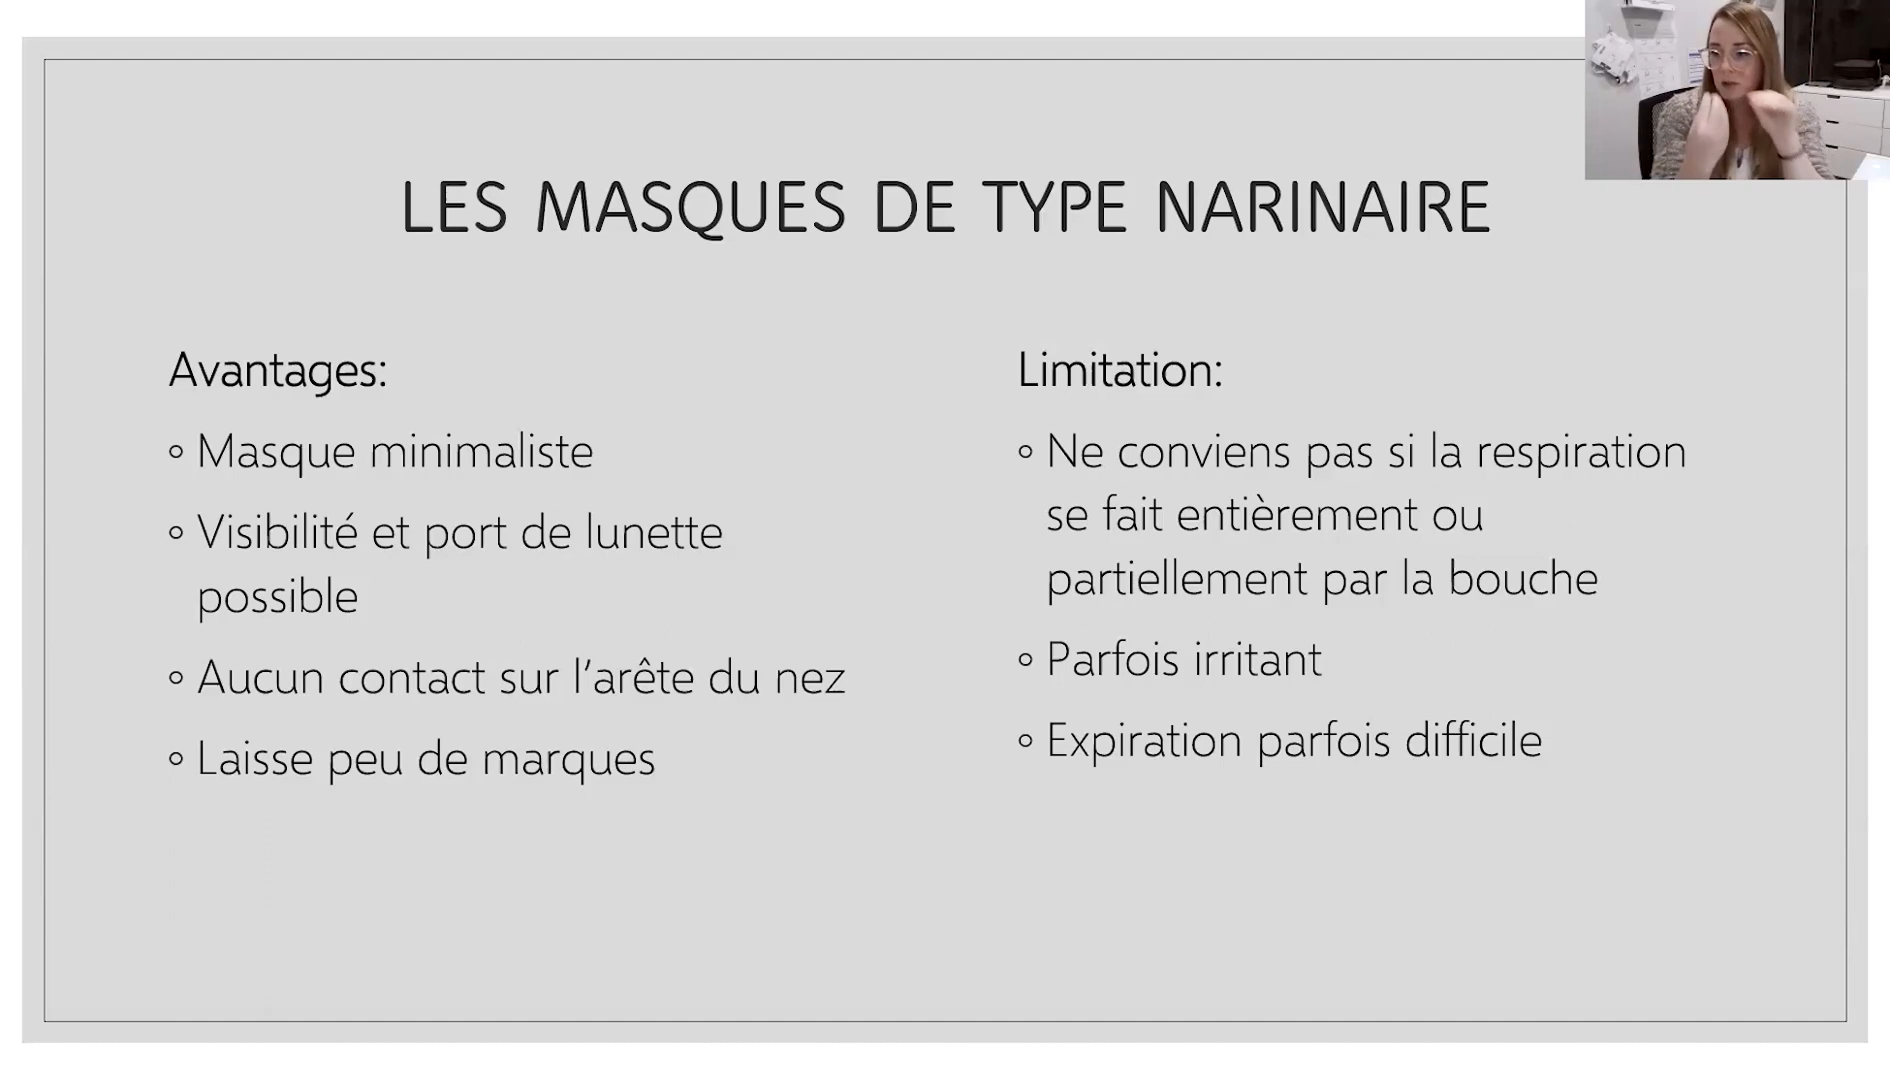 LES MASQUES DE TYPE NARINAIRE
Avantages:
◦ Masque minimaliste
◦ Visibilité et port de lunette
possible
◦ Aucun contact sur l'arête du nez
◦ Laisse peu de marques
Limitation:
◦ Ne conviens pas si la respiration
se fait entièrement ou
partiellement par la bouche
◦ Parfois irritant
◦ Expiration parfois difficile